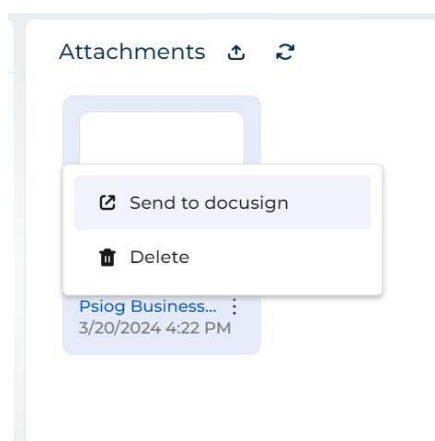 Attachments
Send to docusign
Delete
Psiog Business...
3/20/2024 4:22 PM